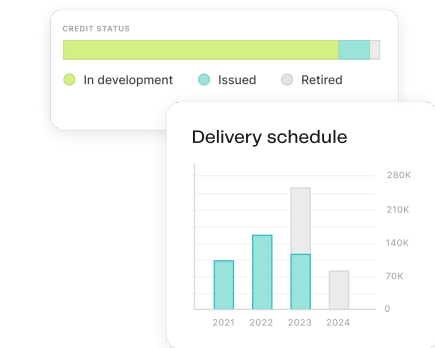 CREDIT STATUS
In development Issued Retired
Delivery schedule
280K
210K
140K
70K
0
2021 2022 2023 2024